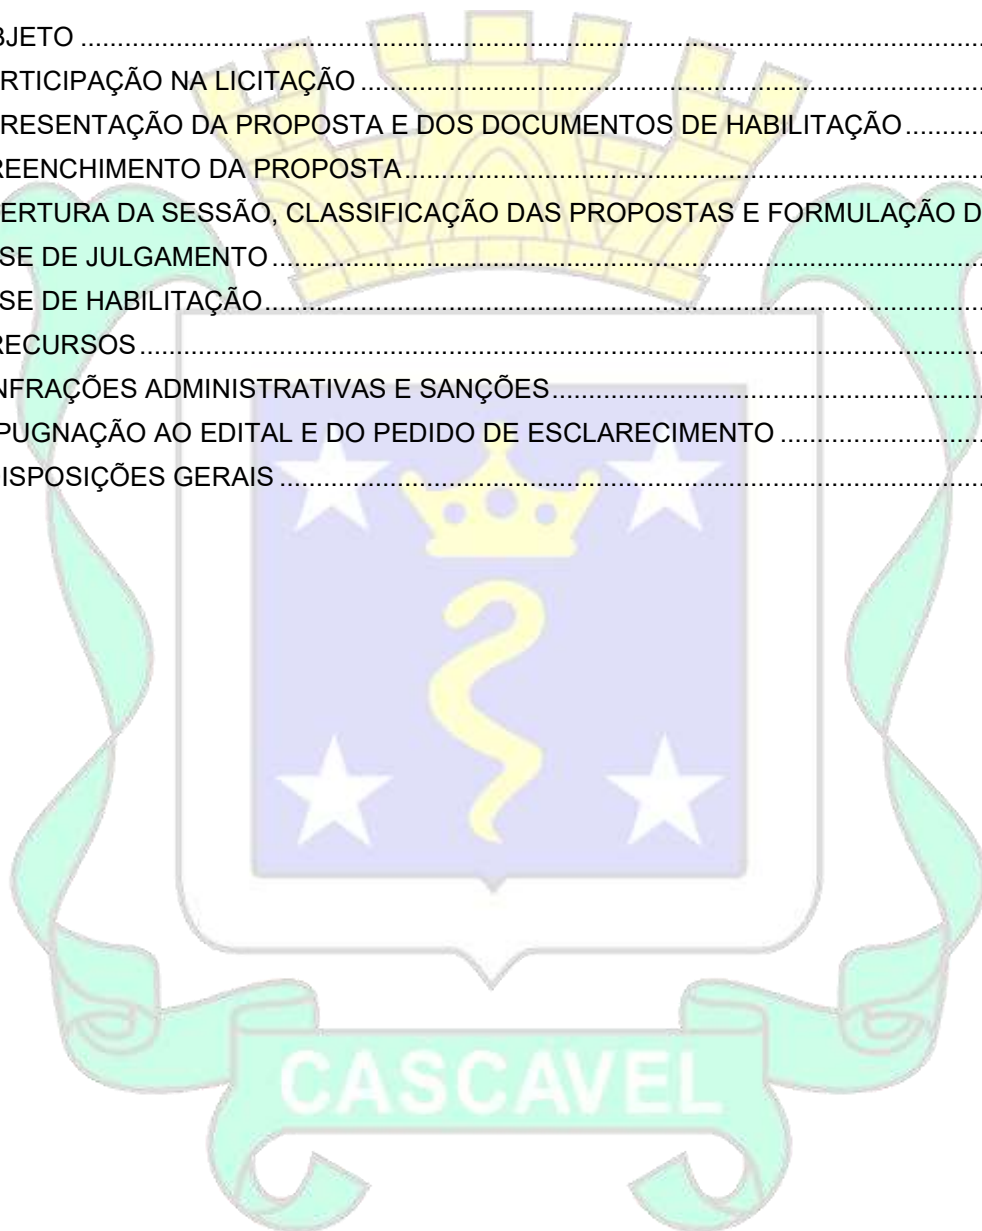 BJETO
RTICIPAÇÃO NA LICITAÇÃO
RESENTAÇÃO DA PROPOSTA E DOS DOCUMENTOS DE HABILITAÇÃO
REENCHIMENTO DA PROPOSTA
ERTURA DA SESSÃO, CLASSIFICAÇÃO DAS PROPOSTAS E FORMULAÇÃO D
SE DE JULGAMENTO
SE DE HABILITAÇÃO
RECURSOS
NFRAÇÕES ADMINISTRATIVAS E SANÇÕES
PUGNAÇÃO AO EDITAL E DO PEDIDO DE ESCLARECIMENTO
ISPOSIÇÕES GERAIS
CASCAVEL